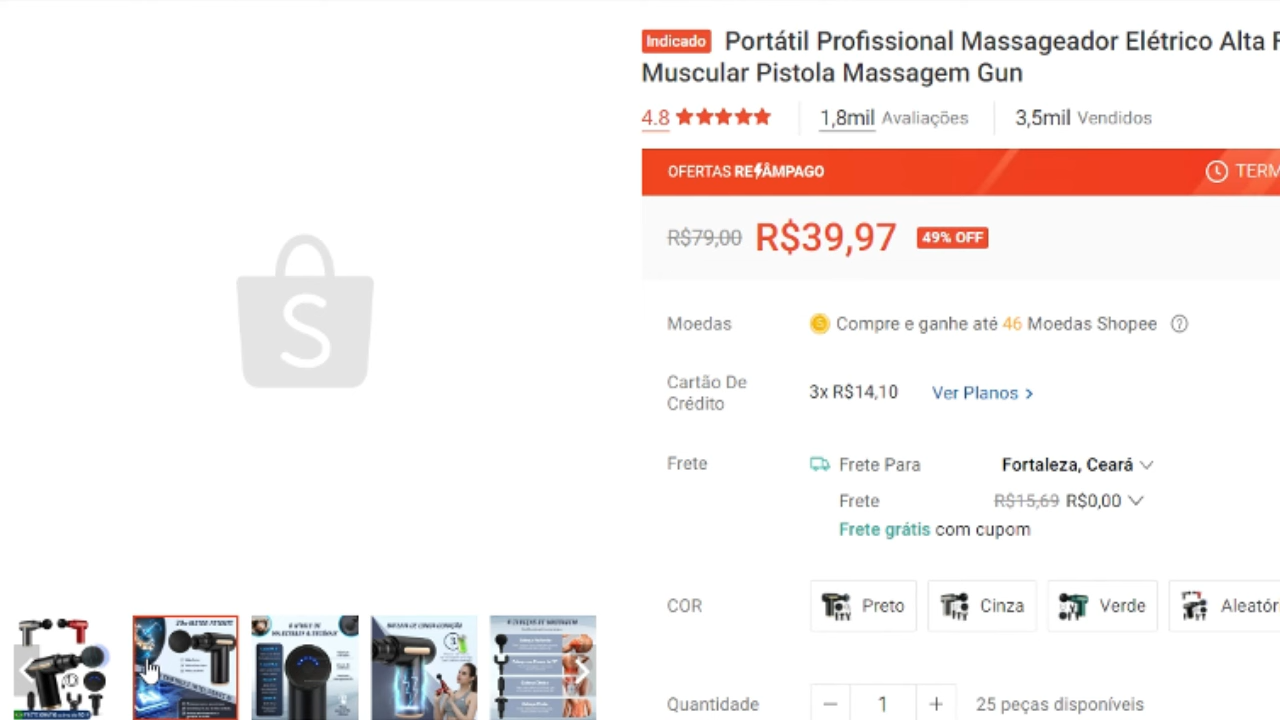 Indicado Portátil Profissional Massageador Elétrico Alta
Muscular Pistola Massagem Gun
4.8 1,8mil Avaliações 3,5mil Vendidos
OFERTAS RELÂMPAGO
R$79,00 R$39,97 49% OFF
Moedas Compre e ganhe até 46 Moedas Shopee
Cartão De
Crédito
3x R$14,10 Ver Planos
Frete Frete Para Fortaleza, Ceará
Frete R$15,69 R$0,00
Frete grátis com cupom
COR Preto Cinza Verde
Quantidade 1 25 peças disponíveis